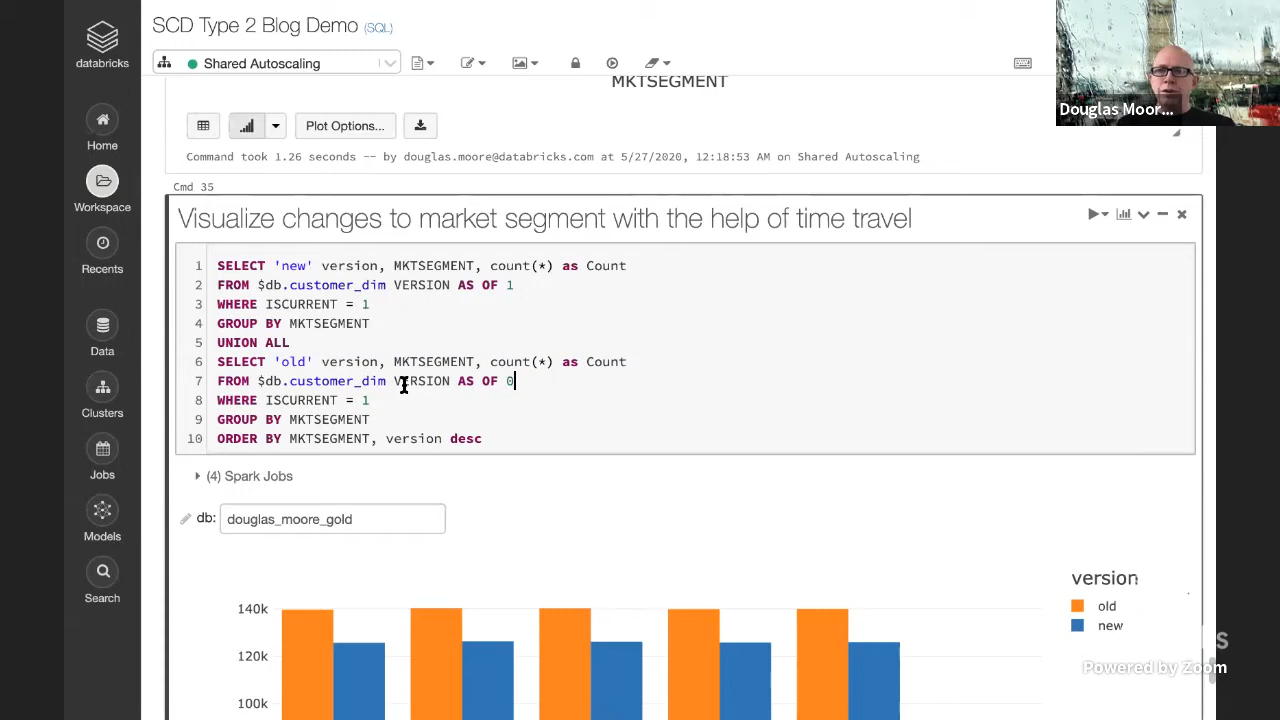 SCD Type 2 Blog Demo (SQL)
databricks
Shared Autoscaling
MKTSEGMENT
Douglas Moor...
Home
Plot Options...
Command took 1.26 seconds -- by douglas.moore@databricks.com at 5/27/2020, 12:18:53 AM on Shared Autoscaling
Workspace
Cmd 35
Visualize changes to market segment with the help of time travel
Recents
1 SELECT 'new' version, MKTSEGMENT, count(*) as Count
2 FROM $db.customer_dim VERSION AS OF 1
3 WHERE ISCURRENT = 1
4 GROUP BY MKTSEGMENT
5 UNION ALL
6 SELECT 'old' version, MKTSEGMENT, count(*) as Count
7 FROM $db.customer_dim VERSION AS OF 0
8 WHERE ISCURRENT = 1
9 GROUP BY MKTSEGMENT
10 ORDER BY MKTSEGMENT, version desc
Data
Clusters
Jobs
Models
Search
(4) Spark Jobs
db: douglas_moore_gold
version
old
new
140k
120k
100k
Powered by Zoom